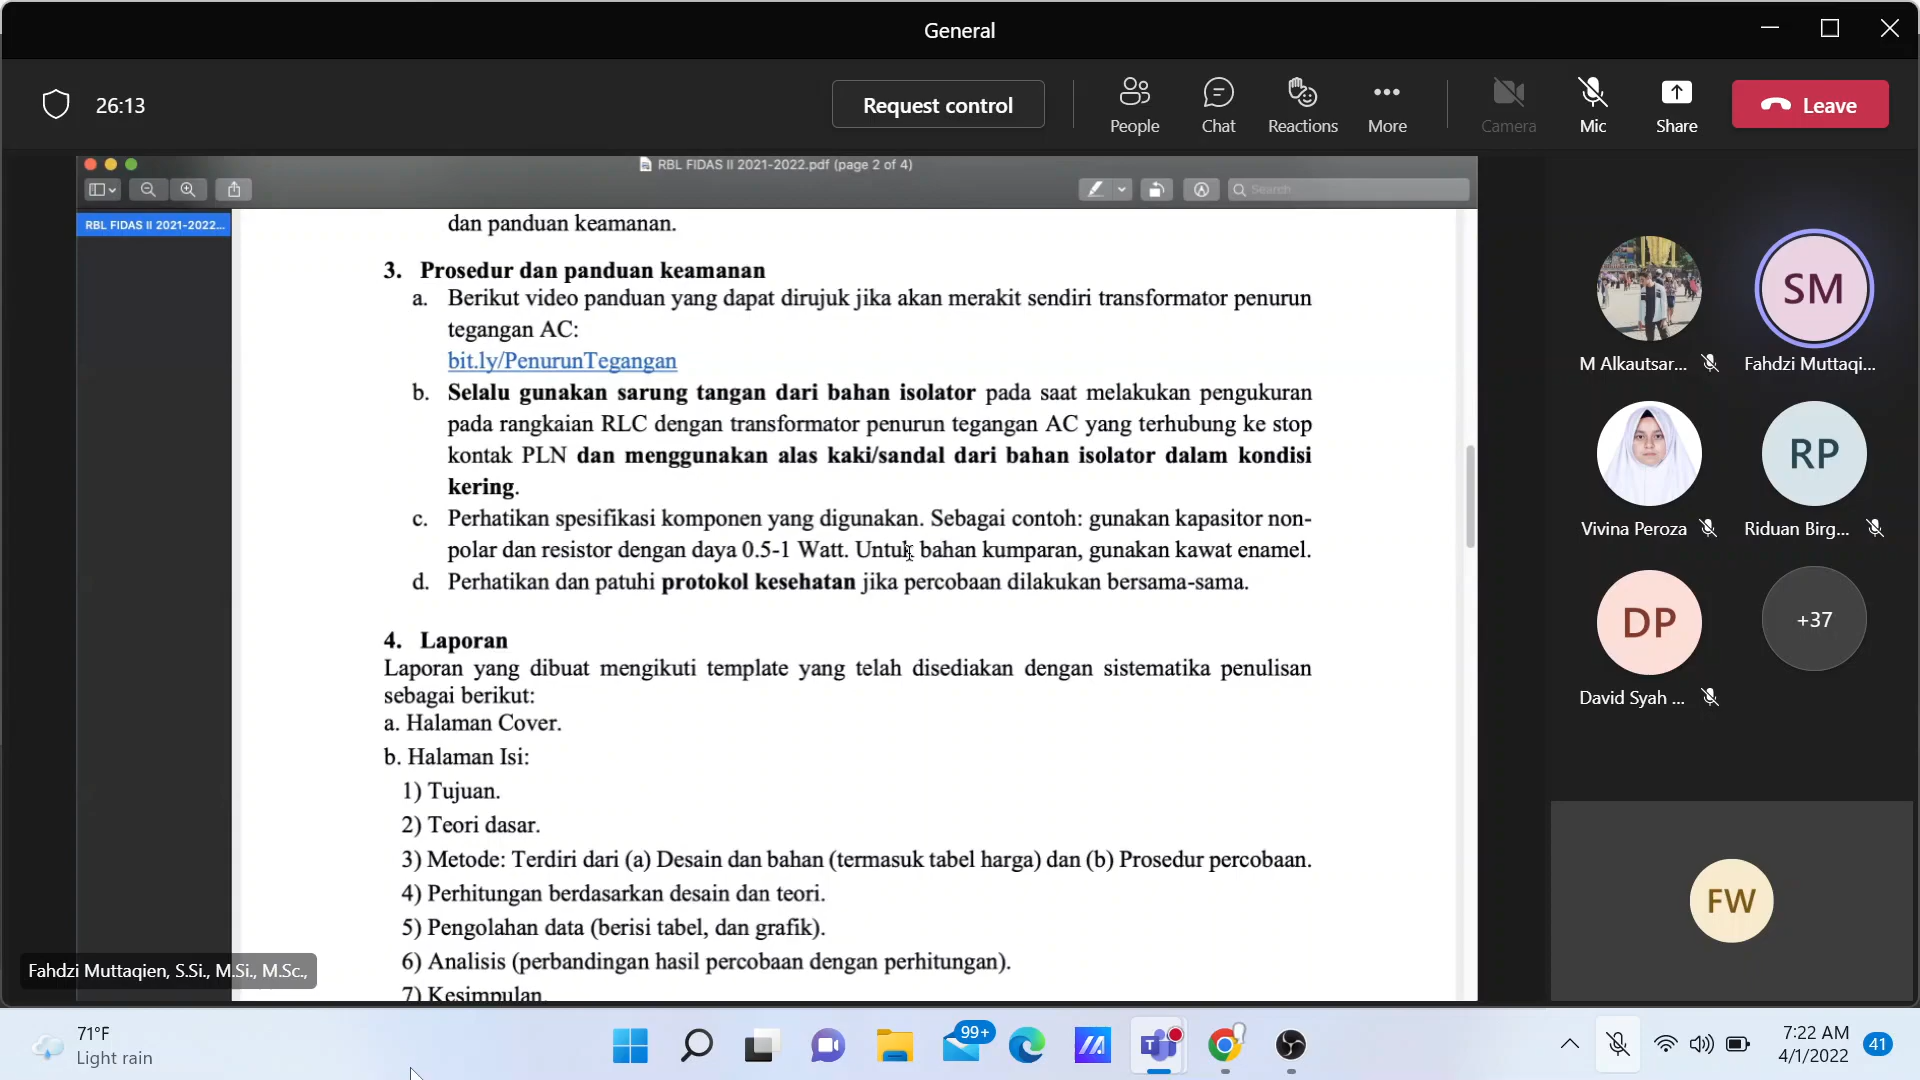 General
26:13
Request control
People
Chat
Reactions
More
Camera
Mic
Share
Leave
RBL FIDAS II 2021-2022.pdf (page 2 of 4)
Search
RBL FIDAS II 2021-2022...
dan panduan keamanan.
3. Prosedur dan panduan keamanan
a. Berikut video panduan yang dapat dirujuk jika akan merakit sendiri transformator penurun
tegangan AC:
bit.ly/PenurunTegangan
b. Selalu gunakan sarung tangan dari bahan isolator pada saat melakukan pengukuran
pada rangkaian RLC dengan transformator penurun tegangan AC yang terhubung ke stop
kontak PLN dan menggunakan alas kaki/sandal dari bahan isolator dalam kondisi
kering.
c. Perhatikan spesifikasi komponen yang digunakan. Sebagai contoh: gunakan kapasitor non-
polar dan resistor dengan daya 0.5-1 Watt. Untuk bahan kumparan, gunakan kawat enamel.
d. Perhatikan dan patuhi protokol kesehatan jika percobaan dilakukan bersama-sama.
4. Laporan
Laporan yang dibuat mengikuti template yang telah disediakan dengan sistematika penulisan
sebagai berikut:
a. Halaman Cover.
b. Halaman Isi:
1) Tujuan.
2) Teori dasar.
3) Metode: Terdiri dari (a) Desain dan bahan (termasuk tabel harga) dan (b) Prosedur percobaan.
4) Perhitungan berdasarkan desain dan teori.
5) Pengolahan data (berisi tabel, dan grafik).
6) Analisis (perbandingan hasil percobaan dengan perhitungan).
7) Kesimpulan.
Fahdzi Muttaqien, S.Si., M.Si., M.Sc.,
M Alkautsar...
SM
Fahdzi Muttaqi...
Vivina Peroza
RP
Riduan Birg...
DP
David Syah ...
+37
FW
71°F
Light rain
99+
T
7:22 AM
4/1/2022
41